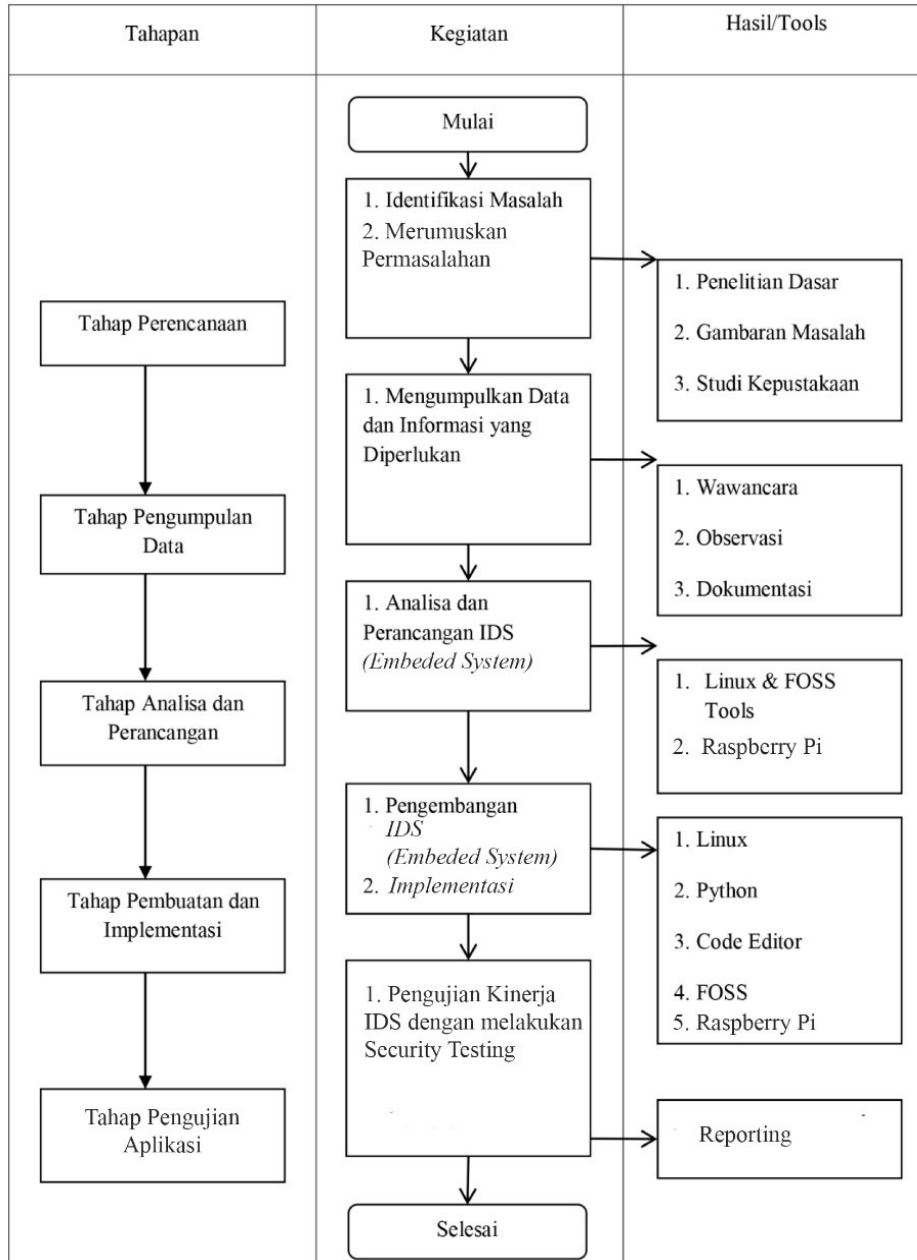 Tahapan
Kegiatan
Hasil/Tools
Tahap Perencanaan
Tahap Pengumpulan
Data
Tahap Analisa dan
Perancangan
Tahap Pembuatan dan
Implementasi
Tahap Pengujian
Aplikasi
Mulai
1. Identifikasi Masalah
2. Merumuskan
Permasalahan
1. Mengumpulkan Data
dan Informasi yang
Diperlukan
1. Analisa dan
Perancangan IDS
(Embeded System)
1. Pengembangan
IDS
(Embeded System)
2. Implementasi
1. Pengujian Kinerja
IDS dengan melakukan
Security Testing
Selesai
1. Penelitian Dasar
2. Gambaran Masalah
3. Studi Kepustakaan
1. Wawancara
2. Observasi
3. Dokumentasi
1. Linux & FOSS
Tools
2. Raspberry Pi
1. Linux
2. Python
3. Code Editor
4. FOSS
5. Raspberry Pi
Reporting